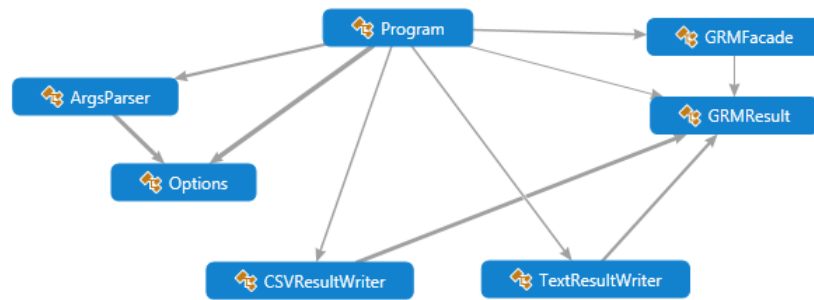 Program
GRMFacade
ArgsParser
GRMResult
Options
CSVResultWriter
TextResultWriter